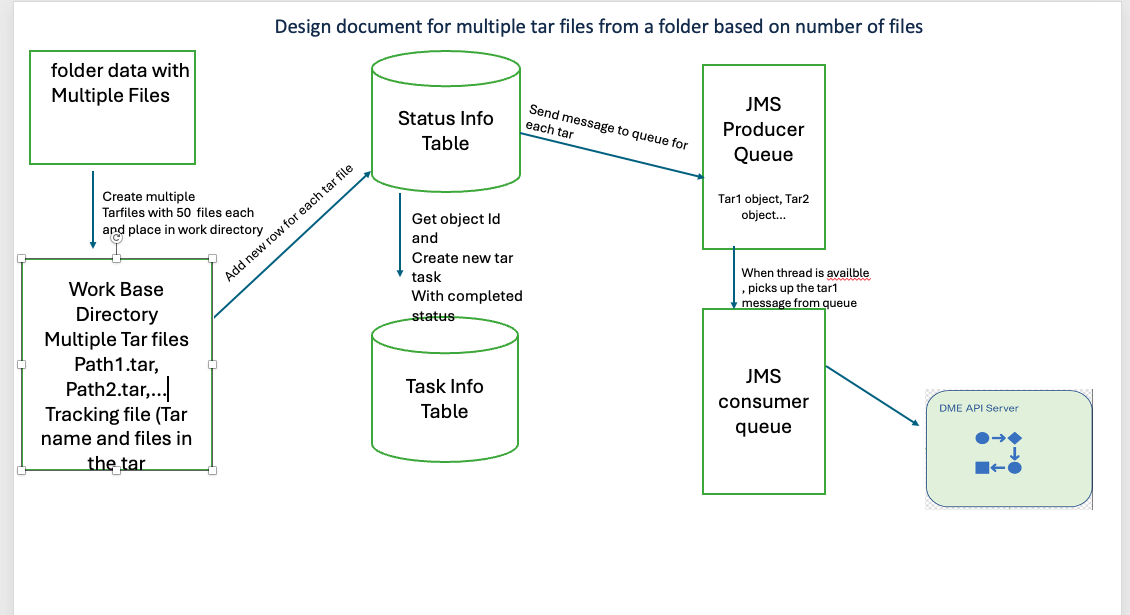 Design document for multiple tar files from a folder based on number of files
folder data with
Multiple Files
Create multiple
Tarfiles with 50 files each
and place in work directory
Work Base
Directory
Multiple Tar files
Path1.tar,
Path2.tar,...
Tracking file (Tar
name and files in
the tar
Add new row for each tar file
Status Info
Table
Get object Id
and
Create new tar
task
With completed
status
Task Info
Table
Send message to queue for
each tar
JMS
Producer
Queue
Tar1 object, Tar2
object...
When thread is availble
, picks up the tar1
message from queue
JMS
consumer
queue
DME API Server